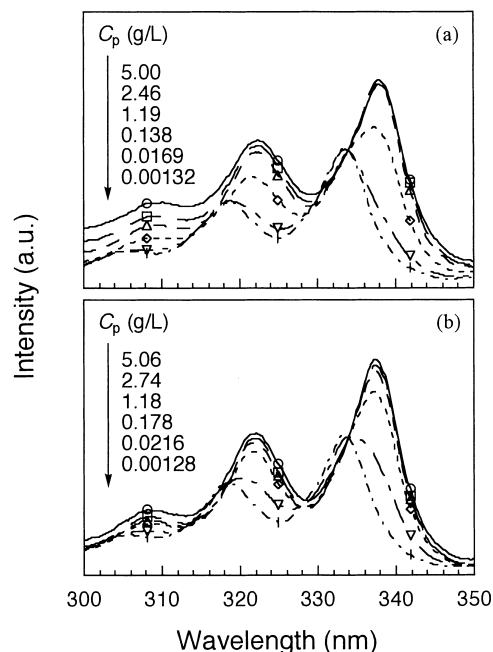 Cp (g/L)
(a)
5.00
2.46
1.19
0.138
0.0169
0.00132
Intensity (a.u.)
Cp (g/L)
(b)
5.06
2.74
1.18
0.178
0.0216
0.00128
300 310 320 330 340 350
Wavelength (nm)